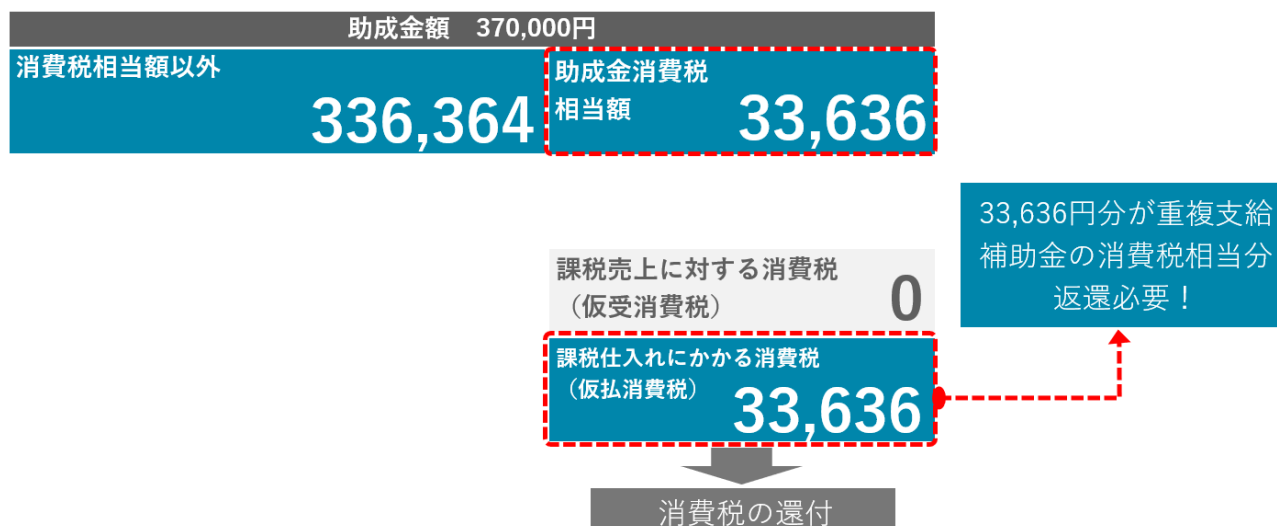 助成金額　370,000円
消費税相当額以外
336,364
助成金消費税
相当額
33,636
33,636円分が重複支給
補助金の消費税相当分
返還必要！
課税売上に対する消費税
（仮受消費税）
0
課税仕入れにかかる消費税
（仮払消費税）
33,636
消費税の還付